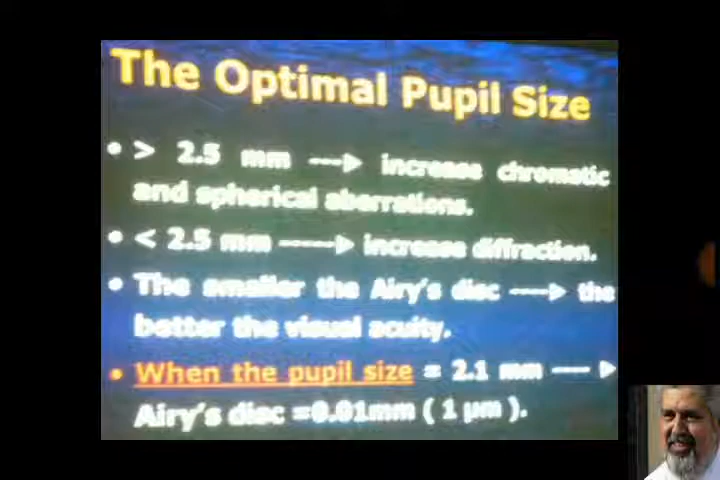 The Optimal Pupil Size
• > 2.5 mm ---> increase chromatic
and spherical aberrations.
• < 2.5 mm -----> increase diffraction.
• The smaller the Airy's disc ----> the
better the visual acuity.
• When the pupil size = 2.1 mm --- >
Airy's disc =0.01mm ( 1 µm ).